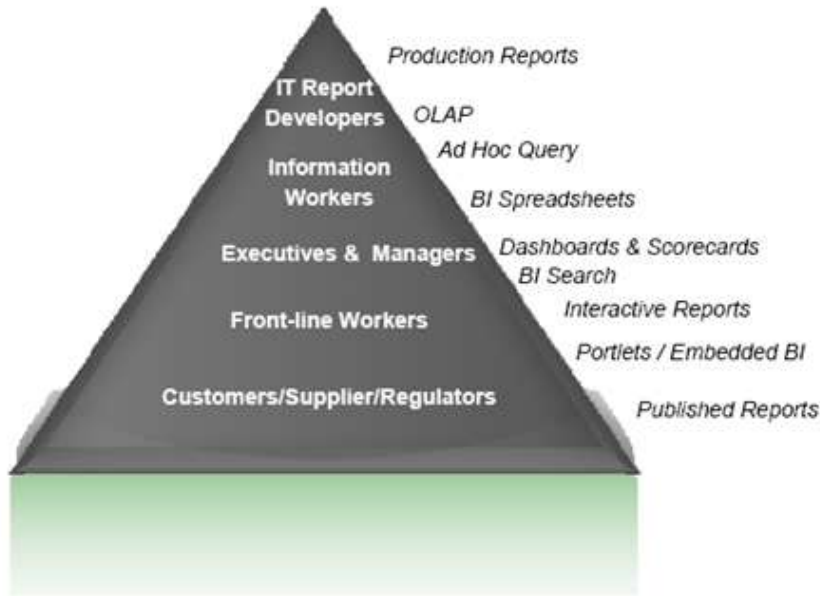 Production Reports
IT Report
Developers
OLAP
Ad Hoc Query
Information
Workers
BI Spreadsheets
Executives &  Managers
Dashboards & Scorecards
BI Search
Interactive Reports
Front-line Workers
Portlets / Embedded BI
Customers/Supplier/Regulators
Published Reports